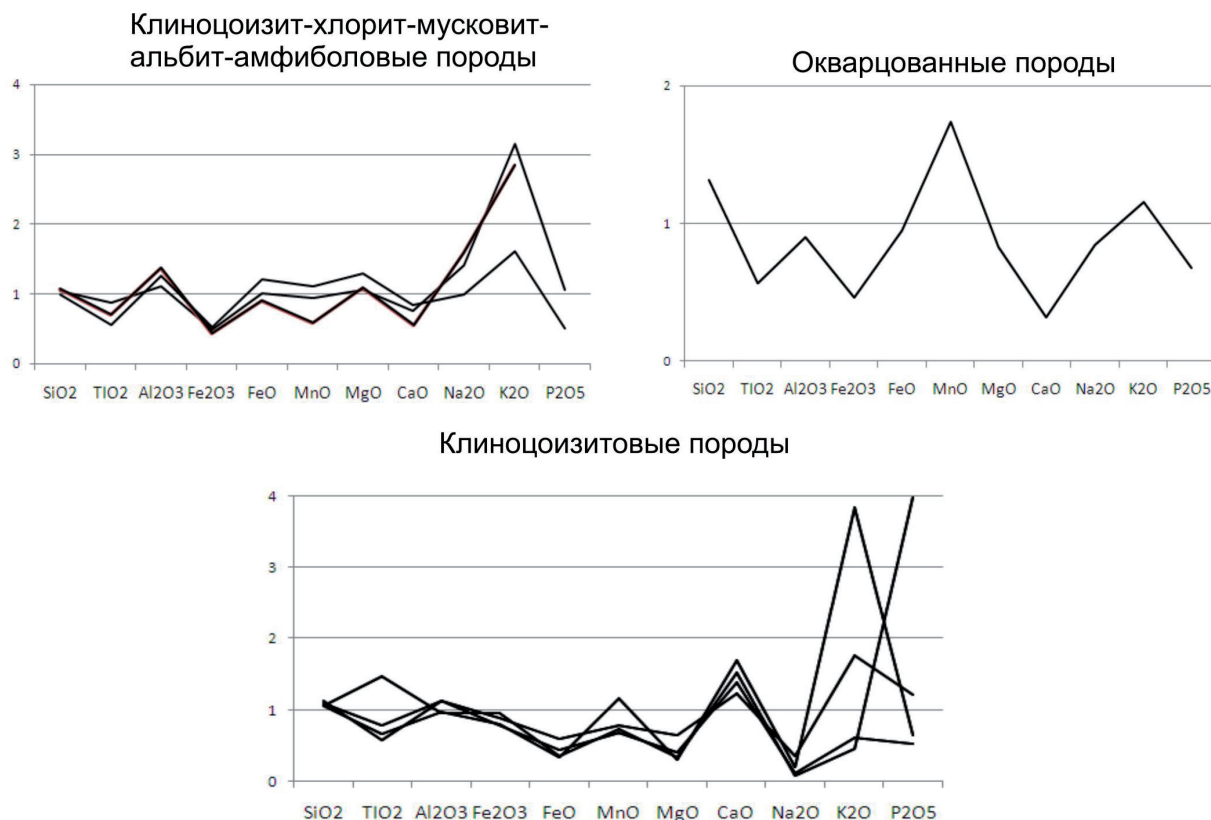 Клиноцоизит-хлорит-мусковит-
альбит-амфиболовые породы
4
3
2
1
0
SiO2 TIO2 Al2O3 Fe2O3 FeO MnO MgO CaO Na2O K2O P2O5
Окварцованные породы
2
1
0
SiO2 TIO2 Al2O3 Fe2O3 FeO MnO MgO CaO Na2O K2O P2O5
Клиноцоизитовые породы
4
3
2
1
0
SiO2 TIO2 Al2O3 Fe2O3 FeO MnO MgO CaO Na2O K2O P2O5